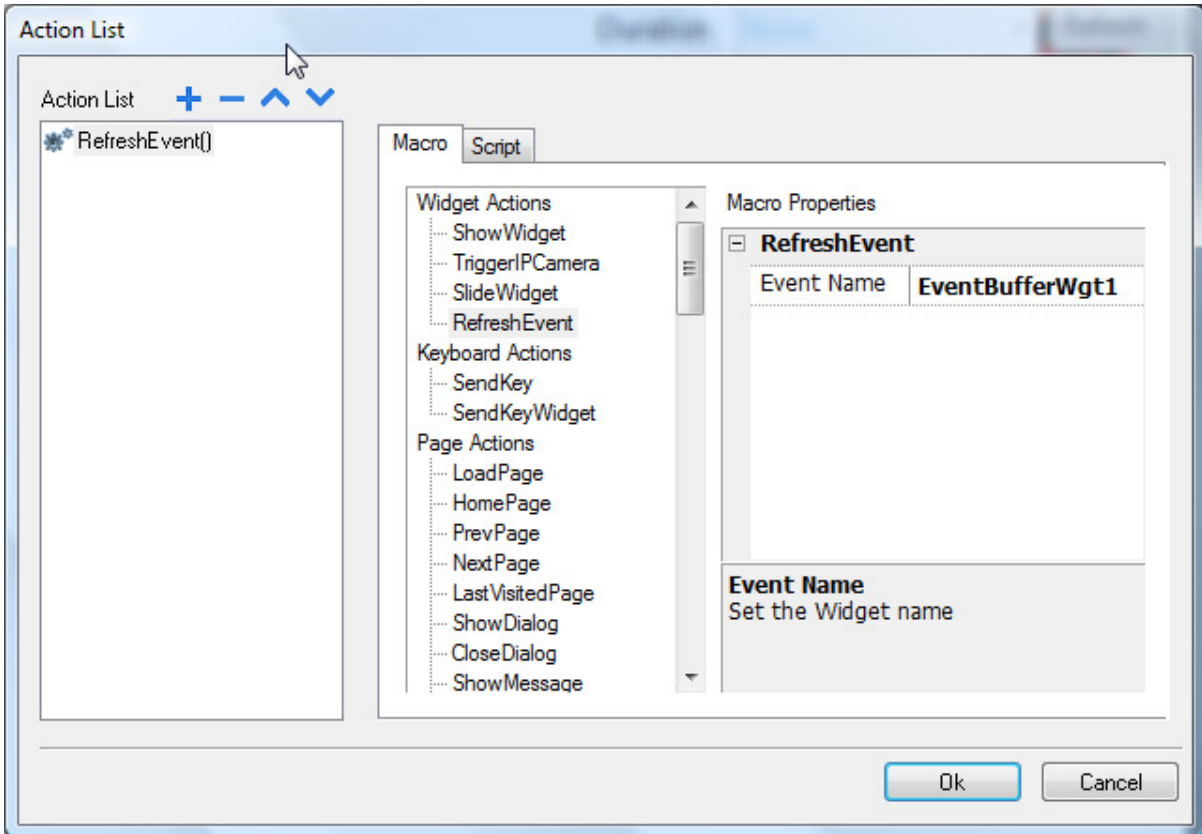 Action List
Duration
Action List
RefreshEvent()
Macro
Script
Widget Actions
ShowWidget
TriggerIPCamera
SlideWidget
RefreshEvent
Keyboard Actions
SendKey
SendKeyWidget
Page Actions
LoadPage
HomePage
PrevPage
NextPage
LastVisitedPage
ShowDialog
CloseDialog
ShowMessage
Macro Properties
RefreshEvent
Event Name EventBufferWgt1
Event Name
Set the Widget name
Ok
Cancel